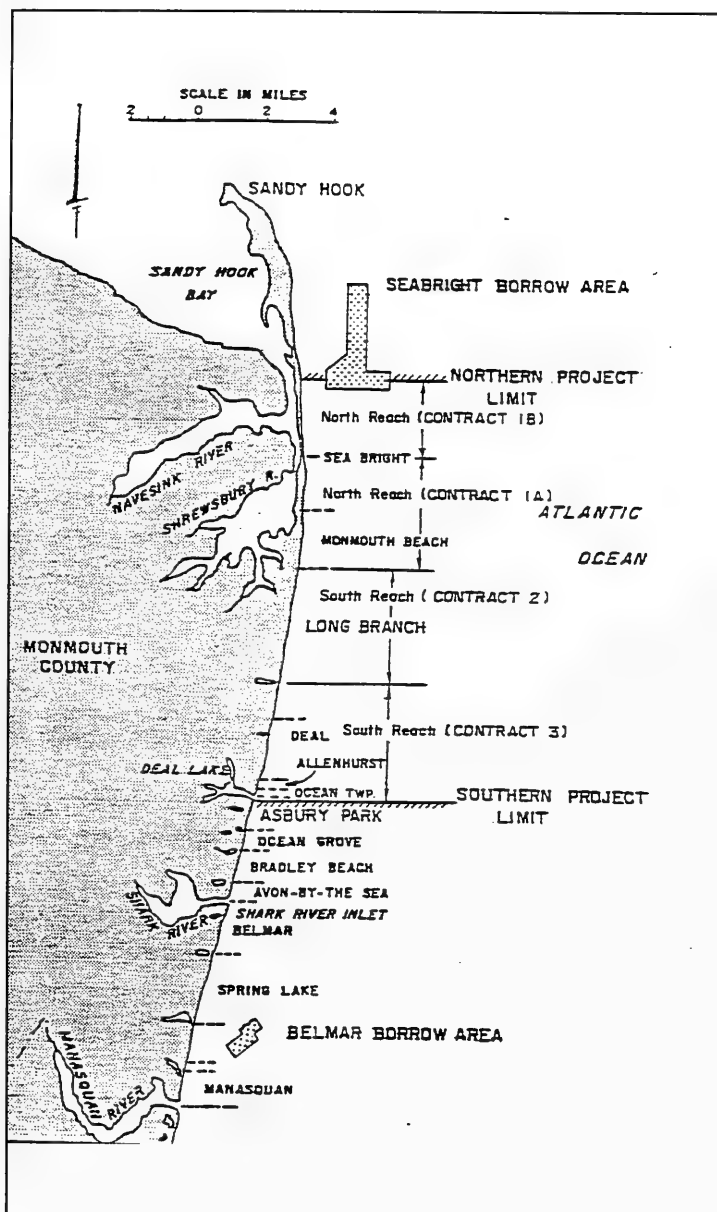 SCALE IN MILES
2 0 2 4
SANDY HOOK
SANDY HOOK
BAY
SEABRIGHT BORROW AREA
NORTHERN PROJECT
LIMIT
North Reach (CONTRACT 1B)
NAVESINK RIVER
SEA BRIGHT
SHREWSBURY R.
North Reach (CONTRACT 1A)
ATLANTIC
OCEAN
MONMOUTH BEACH
South Reach (CONTRACT 2)
LONG BRANCH
MONMOUTH
COUNTY
South Reach (CONTRACT 3)
DEAL
ALLENHURST
DEAL LAKE
OCEAN TWP.
SOUTHERN PROJECT
LIMIT
ASBURY PARK
OCEAN GROVE
BRADLEY BEACH
AVON-BY-THE SEA
SHARK RIVER
SHARK RIVER INLET
BELMAR
SPRING LAKE
BELMAR BORROW AREA
MANASQUAN RIVER
MANASQUAN